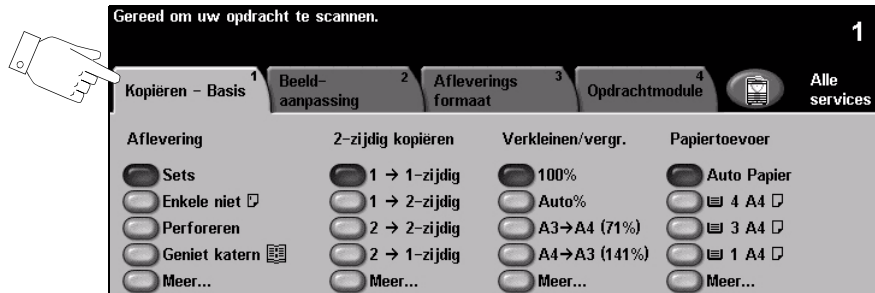 Gereed om uw opdracht te scannen.
1
Kopiëren - Basis 1
Beeld-
aanpassing 2
Afleverings
formaat 3
Opdrachtmodule 4
Alle
services
Aflevering
Sets
Enkele niet
Perforeren
Geniet katern
Meer...
2-zijdig kopiëren
1 → 1-zijdig
1 → 2-zijdig
2 → 2-zijdig
2 → 1-zijdig
Meer...
Verkleinen/vergr.
100%
Auto%
A3→A4 (71%)
A4→A3 (141%)
Meer...
Papiertoevoer
Auto Papier
4 A4
3 A4
1 A4
Meer...